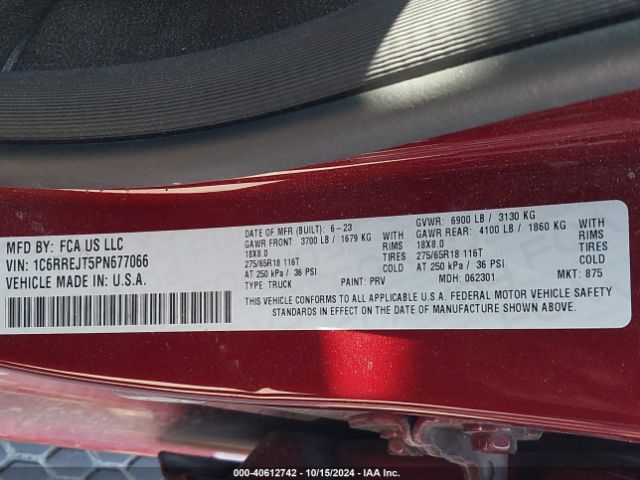 MFD BY: FCA US LLC
VIN: 1C6RREJT5PN677066
VEHICLE MADE IN: U.S.A.
DATE OF MFR (BUILT): 6-23
GAWR FRONT: 3700 LB / 1679 KG WITH
18X8.0 RIMS
275/65R18 116T TIRES
AT 250 kPa / 36 PSI COLD
TYPE: TRUCK PAINT: PRV
GVWR: 6900 LB / 3130 KG
GAWR REAR: 4100 LB / 1860 KG WITH
18X8.0 RIMS
275/65R18 116T TIRES
AT 250 kPa / 36 PSI COLD
MDH: 062301 MKT: 875
THIS VEHICLE CONFORMS TO ALL APPLICABLE U.S.A. FEDERAL MOTOR VEHICLE SAFETY
STANDARDS IN EFFECT ON THE DATE OF MANUFACTURE SHOWN ABOVE.
000-40612742 10/15/2024 IAA Inc.